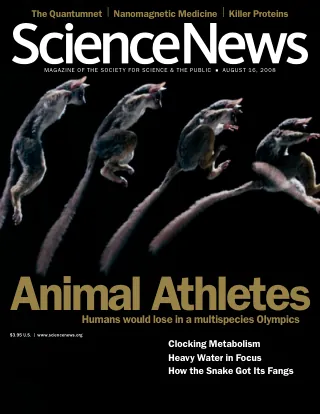 The Quantumnet | Nanomagnetic Medicine | Killer Proteins
ScienceNews
MAGAZINE OF THE SOCIETY FOR SCIENCE & THE PUBLIC ● AUGUST 16, 2008
Animal Athletes
Humans would lose in a multispecies Olympics
$3.95 U.S. | www.sciencenews.org
Clocking Metabolism
Heavy Water in Focus
How the Snake Got Its Fangs